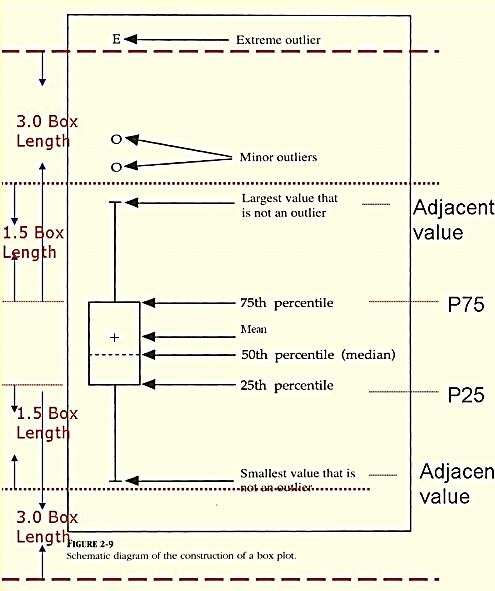 E
Extreme outlier
3.0 Box
Length
O
O
Minor outliers
Largest value that
is not an outlier
Adjacent
value
1.5 Box
Length
75th percentile
P75
+
Mean
50th percentile (median)
25th percentile
P25
1.5 Box
Length
Smallest value that is
not an outlier
Adjacen
value
3.0 Box
Length
FIGURE 2-9
Schematic diagram of the construction of a box plot.